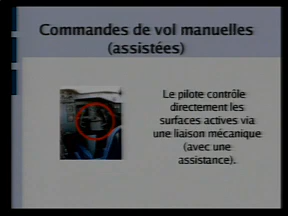 Commandes de vol manuelles
(assistées)
Le pilote contrôle
directement les
surfaces actives via
une liaison mécanique
(avec une
assistance).